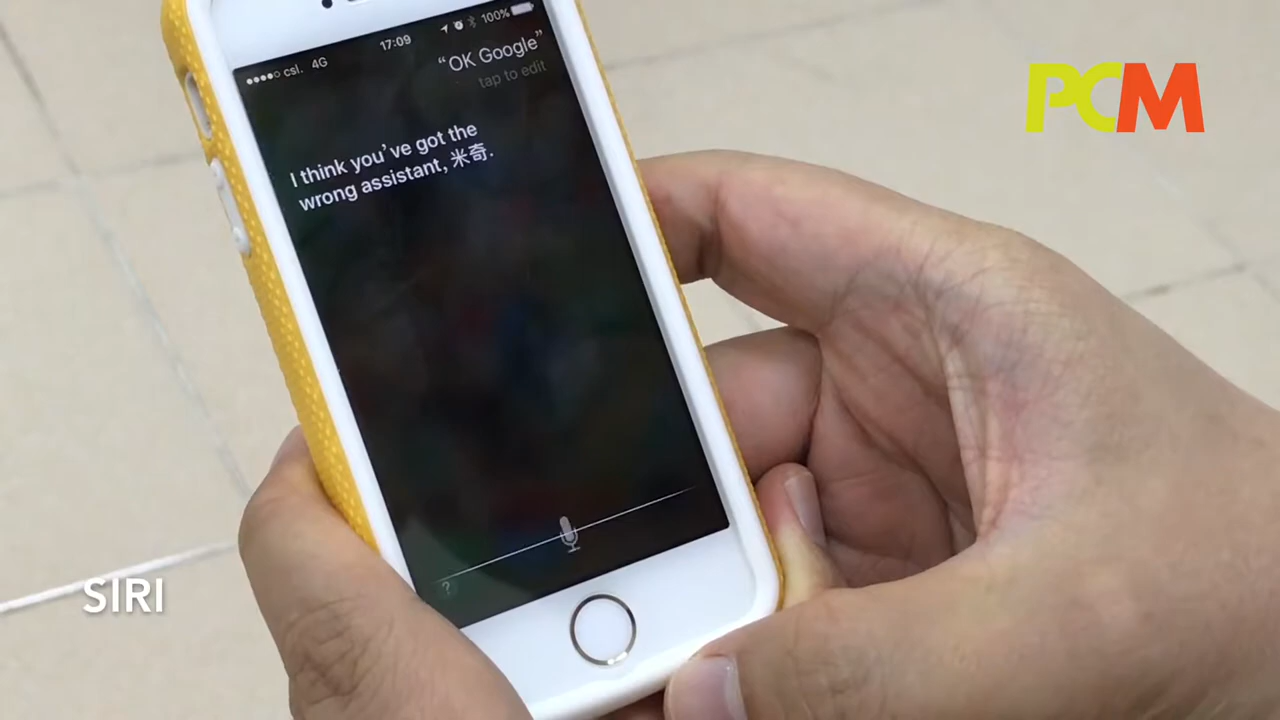 csl. 4G
17:09
100%
“OK Google”
tap to edit
I think you’ve got the
wrong assistant, 米奇.
?
SIRI
PCM